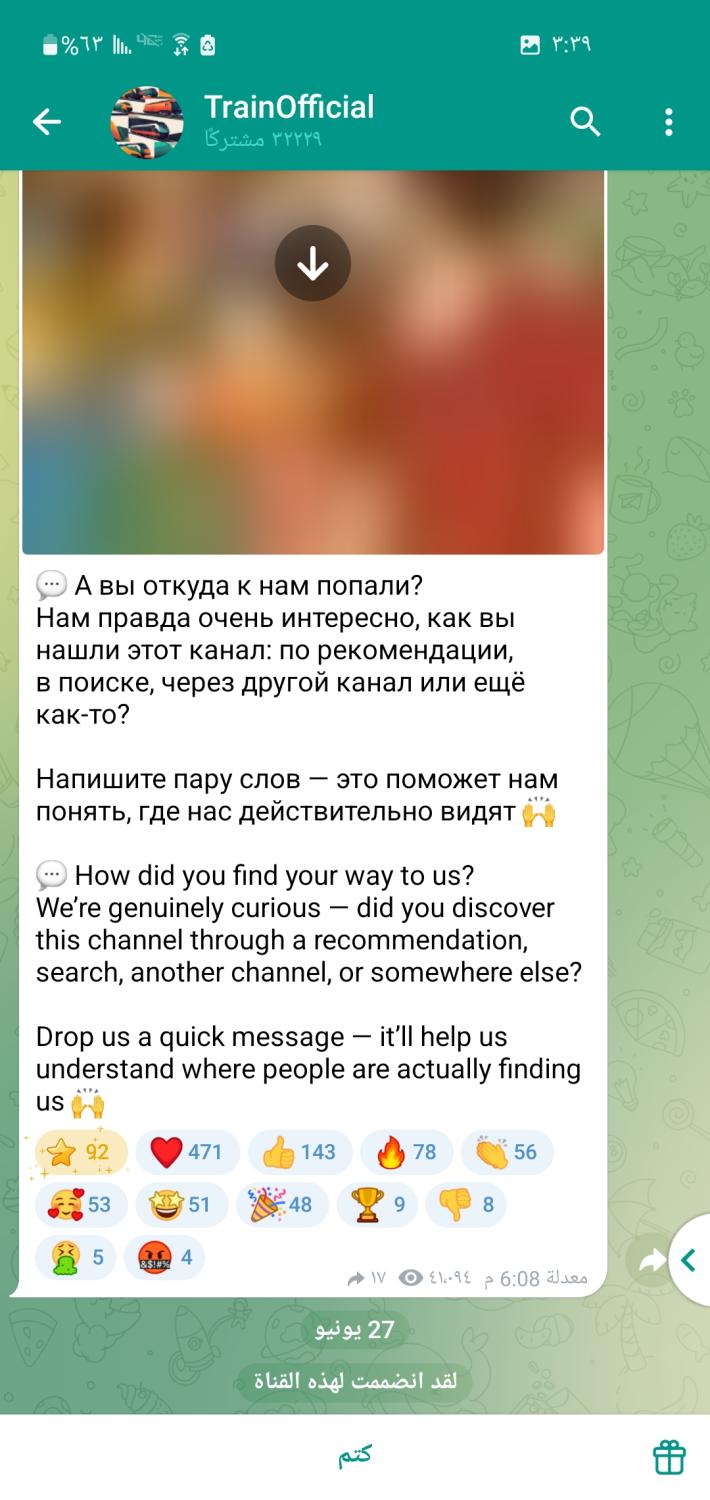 %٦٣
٣:٣٩
TrainOfficial
٣٢٢٢٩ مشتركًا
А вы откуда к нам попали?
Нам правда очень интересно, как вы
нашли этот канал: по рекомендации,
в поиске, через другой канал или ещё
как-то?
Напишите пару слов — это поможет нам
понять, где нас действительно видят 🙌
How did you find your way to us?
We’re genuinely curious — did you discover
this channel through a recommendation,
search, another channel, or somewhere else?
Drop us a quick message — it’ll help us
understand where people are actually finding
us 🙌
92 471 143 78 56
53 51 48 9 8
5 4
١٧ ٤١،٠٩٤ معدلة 6:08 م
27 يونيو
لقد انضممت لهذه القناة
كتم